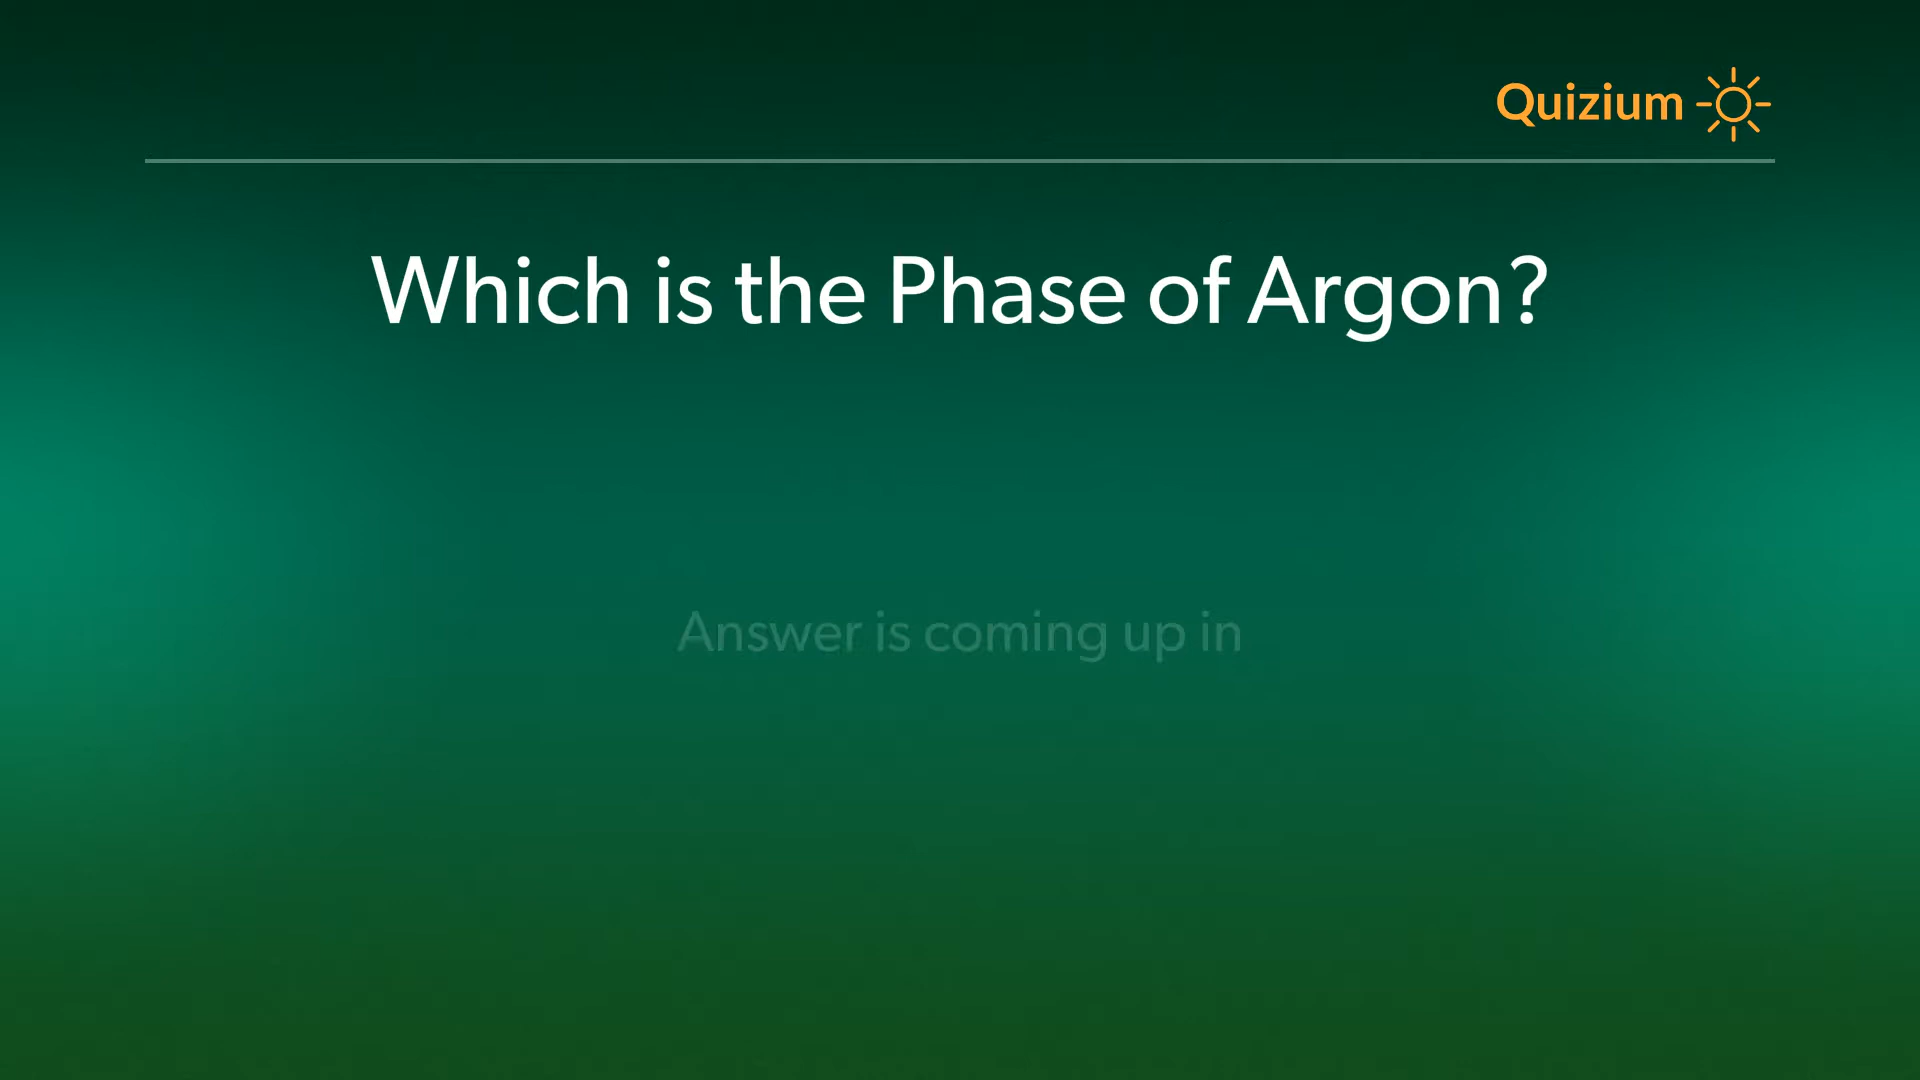 Quizium
Which is the Phase of Argon?
Answer is coming up in